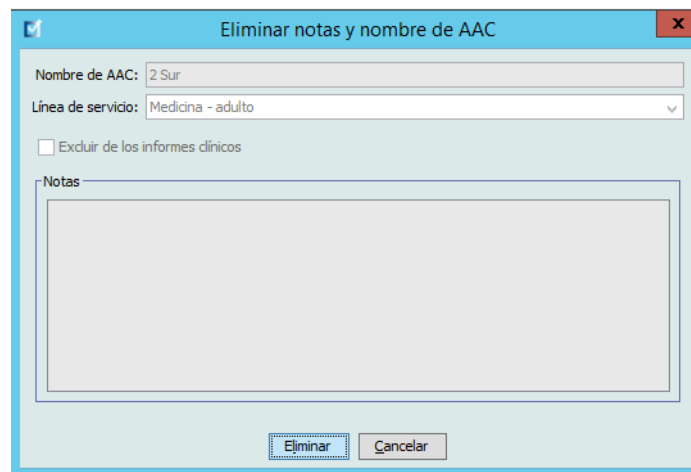 Eliminar notas y nombre de AAC
x
Nombre de AAC: 2 Sur
Línea de servicio: Medicina - adulto
Excluir de los informes clínicos
Notas
Eliminar Cancelar